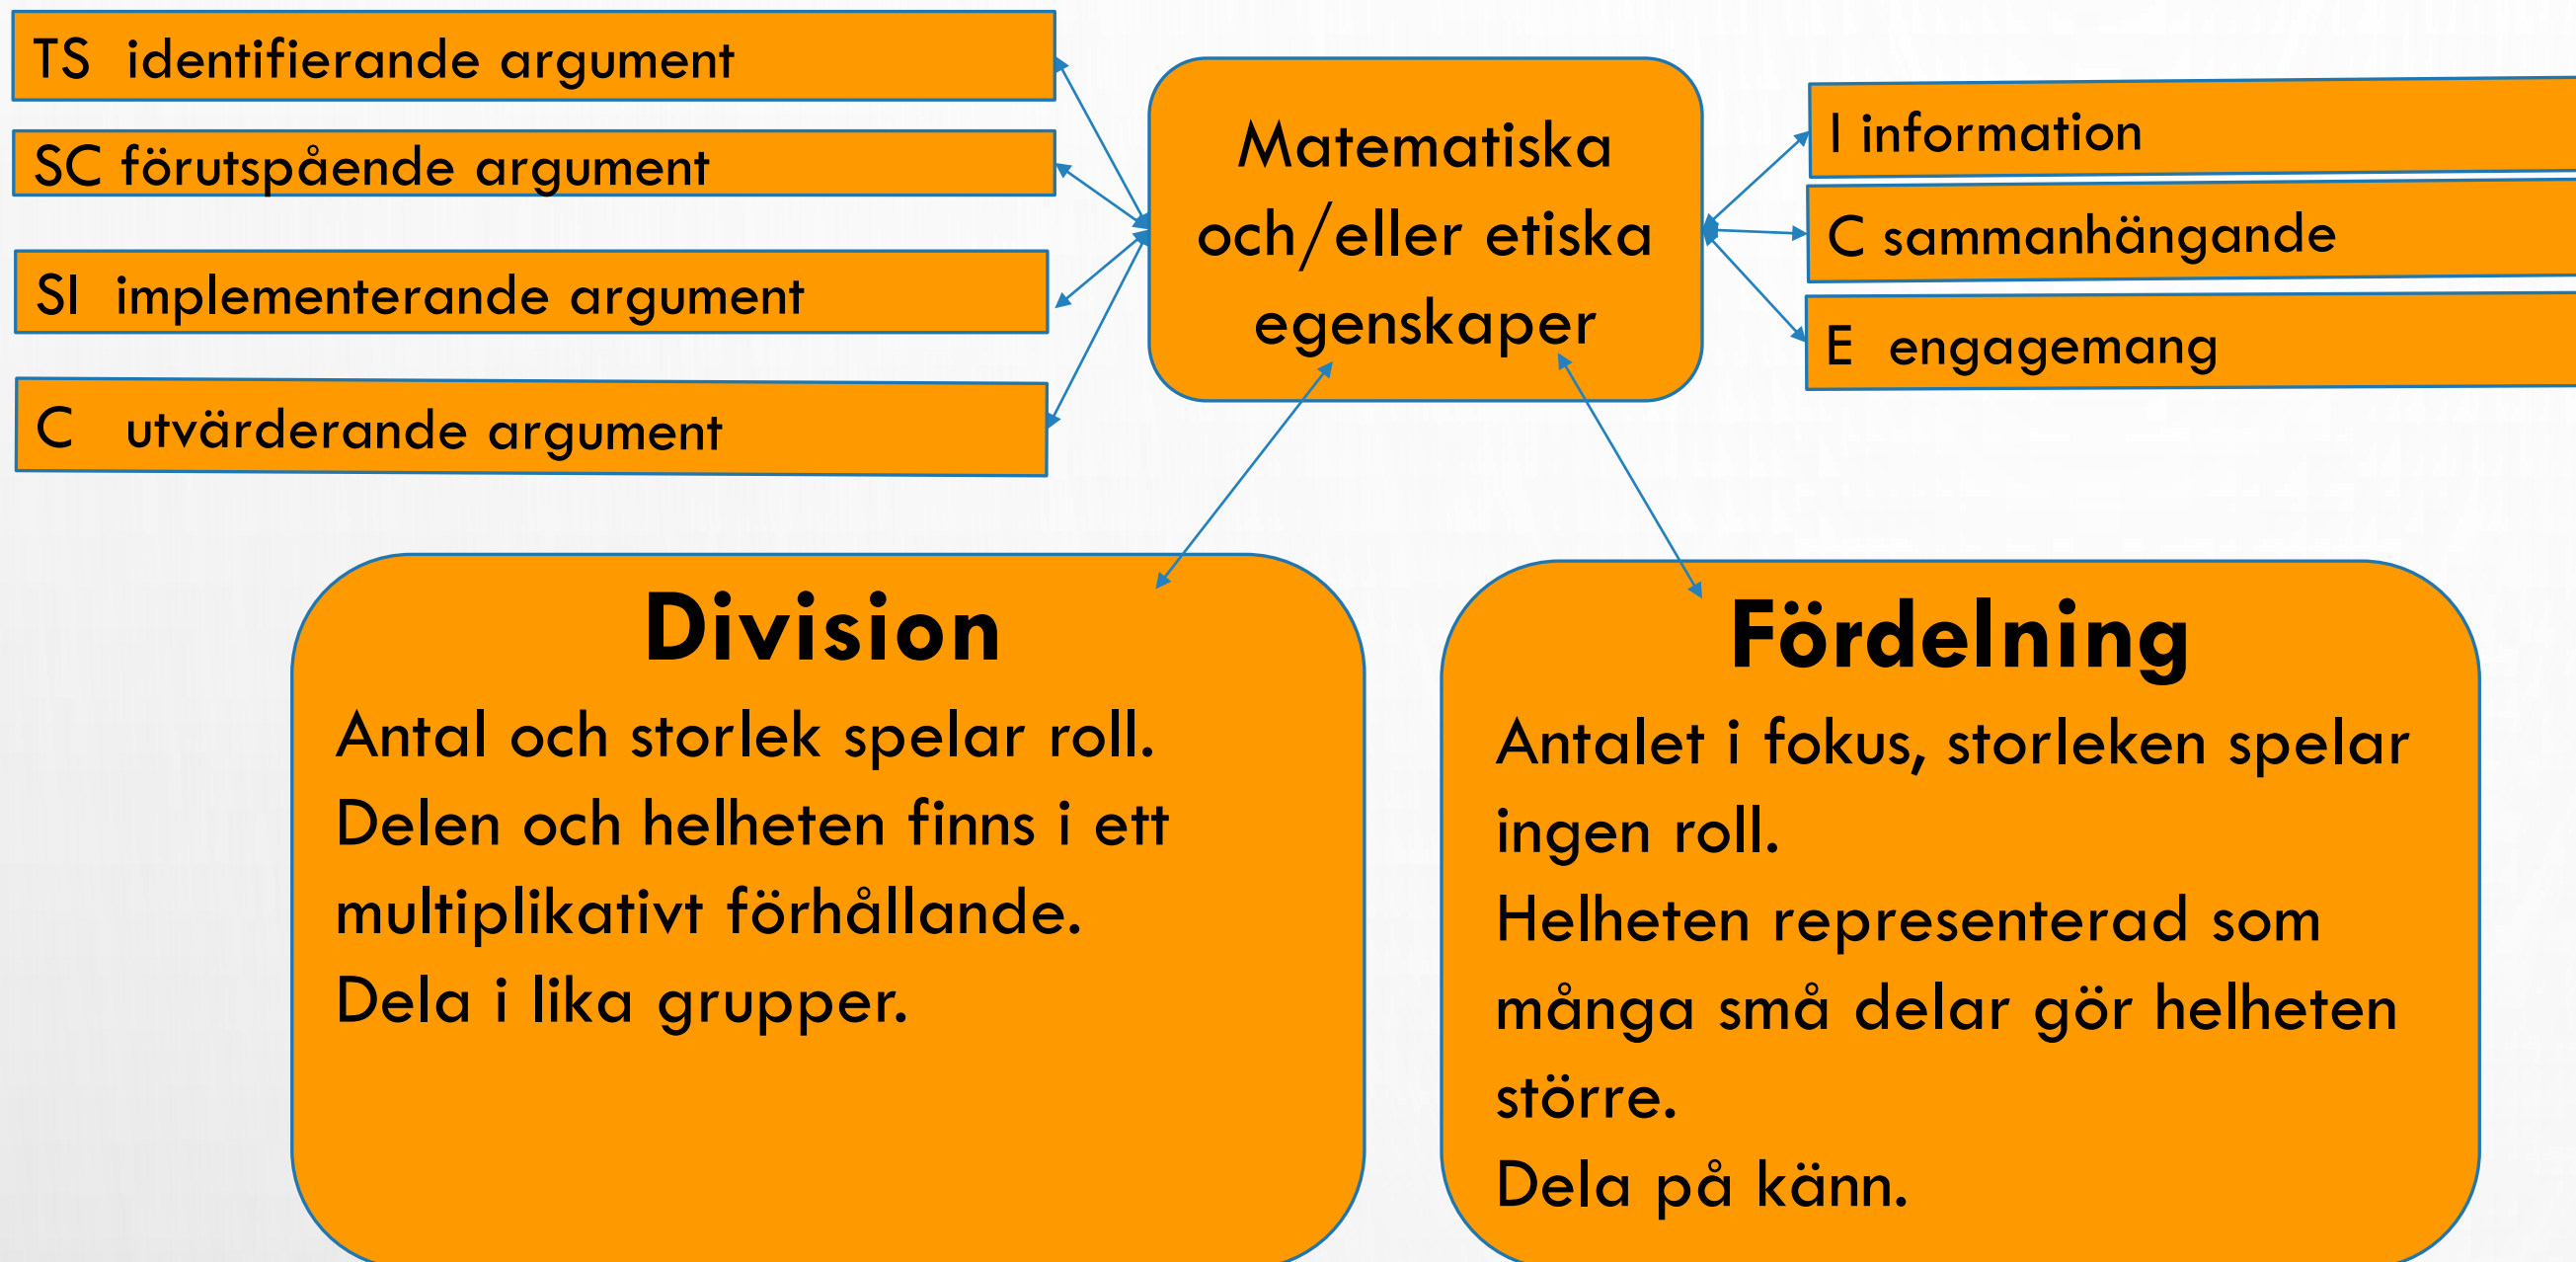 TS identifierande argument
SC förutspående argument
SI implementerande argument
C utvärderande argument
Matematiska
och/eller etiska
egenskaper
I information
C sammanhängande
E engagemang
Division
Antal och storlek spelar roll.
Delen och helheten finns i ett
multiplikativt förhållande.
Dela i lika grupper.
Fördelning
Antalet i fokus, storleken spelar
ingen roll.
Helheten representerad som
många små delar gör helheten
större.
Dela på känn.